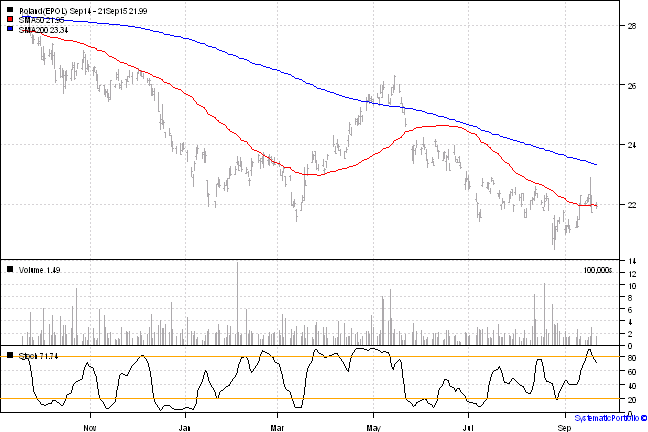 Poland(EPOL) Sep14 - 21Sep15 21.99
SMA50 21.95
SMA200 23.34
28
26
24
22
14
Volume 1.49
100,000s
12
10
8
6
4
2
0
Stoch 71.74
80
60
40
20
0
Nov
Jan
Mar
May
Jul
Sep
SystematicPortfolio ©